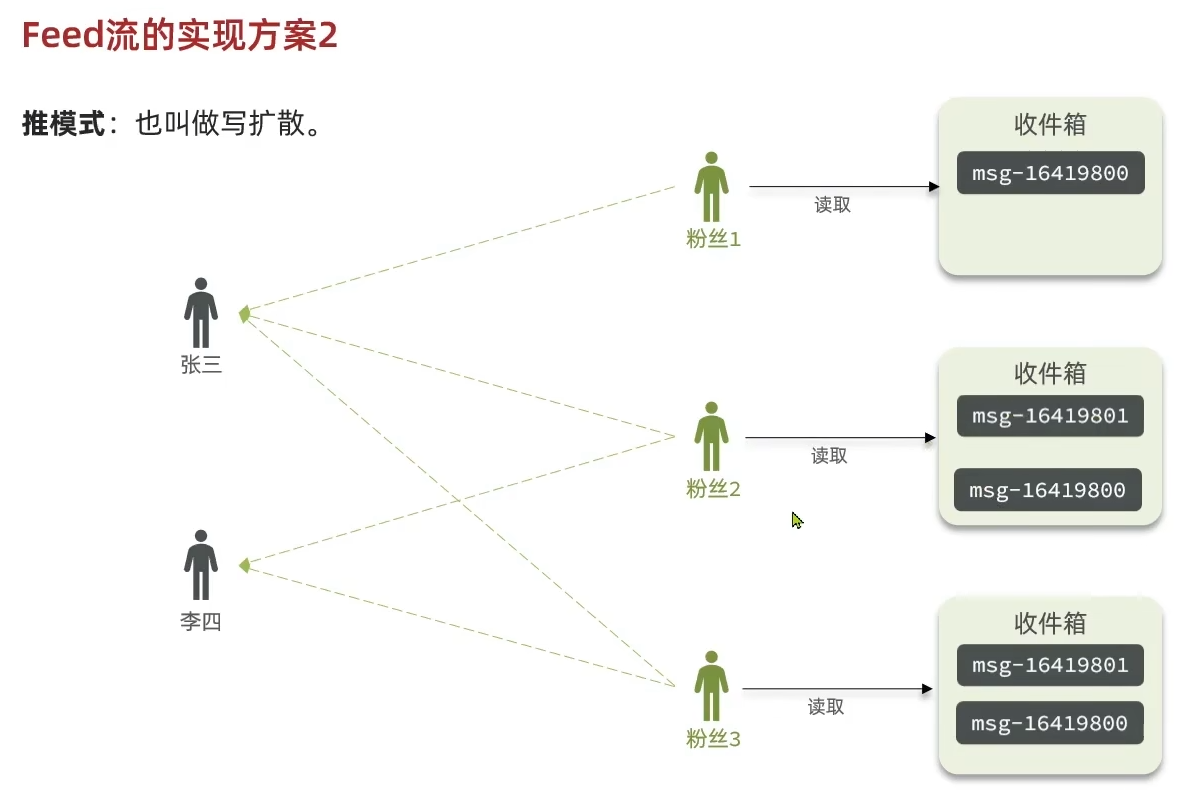 Feed流的实现方案2
推模式：也叫做写扩散。
收件箱
msg-16419800
读取
粉丝1
张三
收件箱
msg-16419801
读取
msg-16419800
粉丝2
李四
收件箱
msg-16419801
读取
msg-16419800
粉丝3